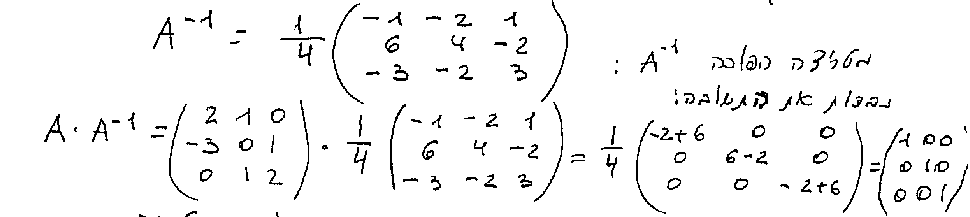 A⁻¹ = 1/4 (-1 -2 1 ; 6 4 -2 ; -3 -2 3)
: A⁻¹ מטריצה הפוכה
נבדוק את התשובה:
A · A⁻¹ = (2 1 0 ; -3 0 1 ; 0 1 2) · 1/4 (-1 -2 1 ; 6 4 -2 ; -3 -2 3) = 1/4 (-2+6 0 0 ; 0 6-2 0 ; 0 0 -2+6) = (1 0 0 ; 0 1 0 ; 0 0 1)